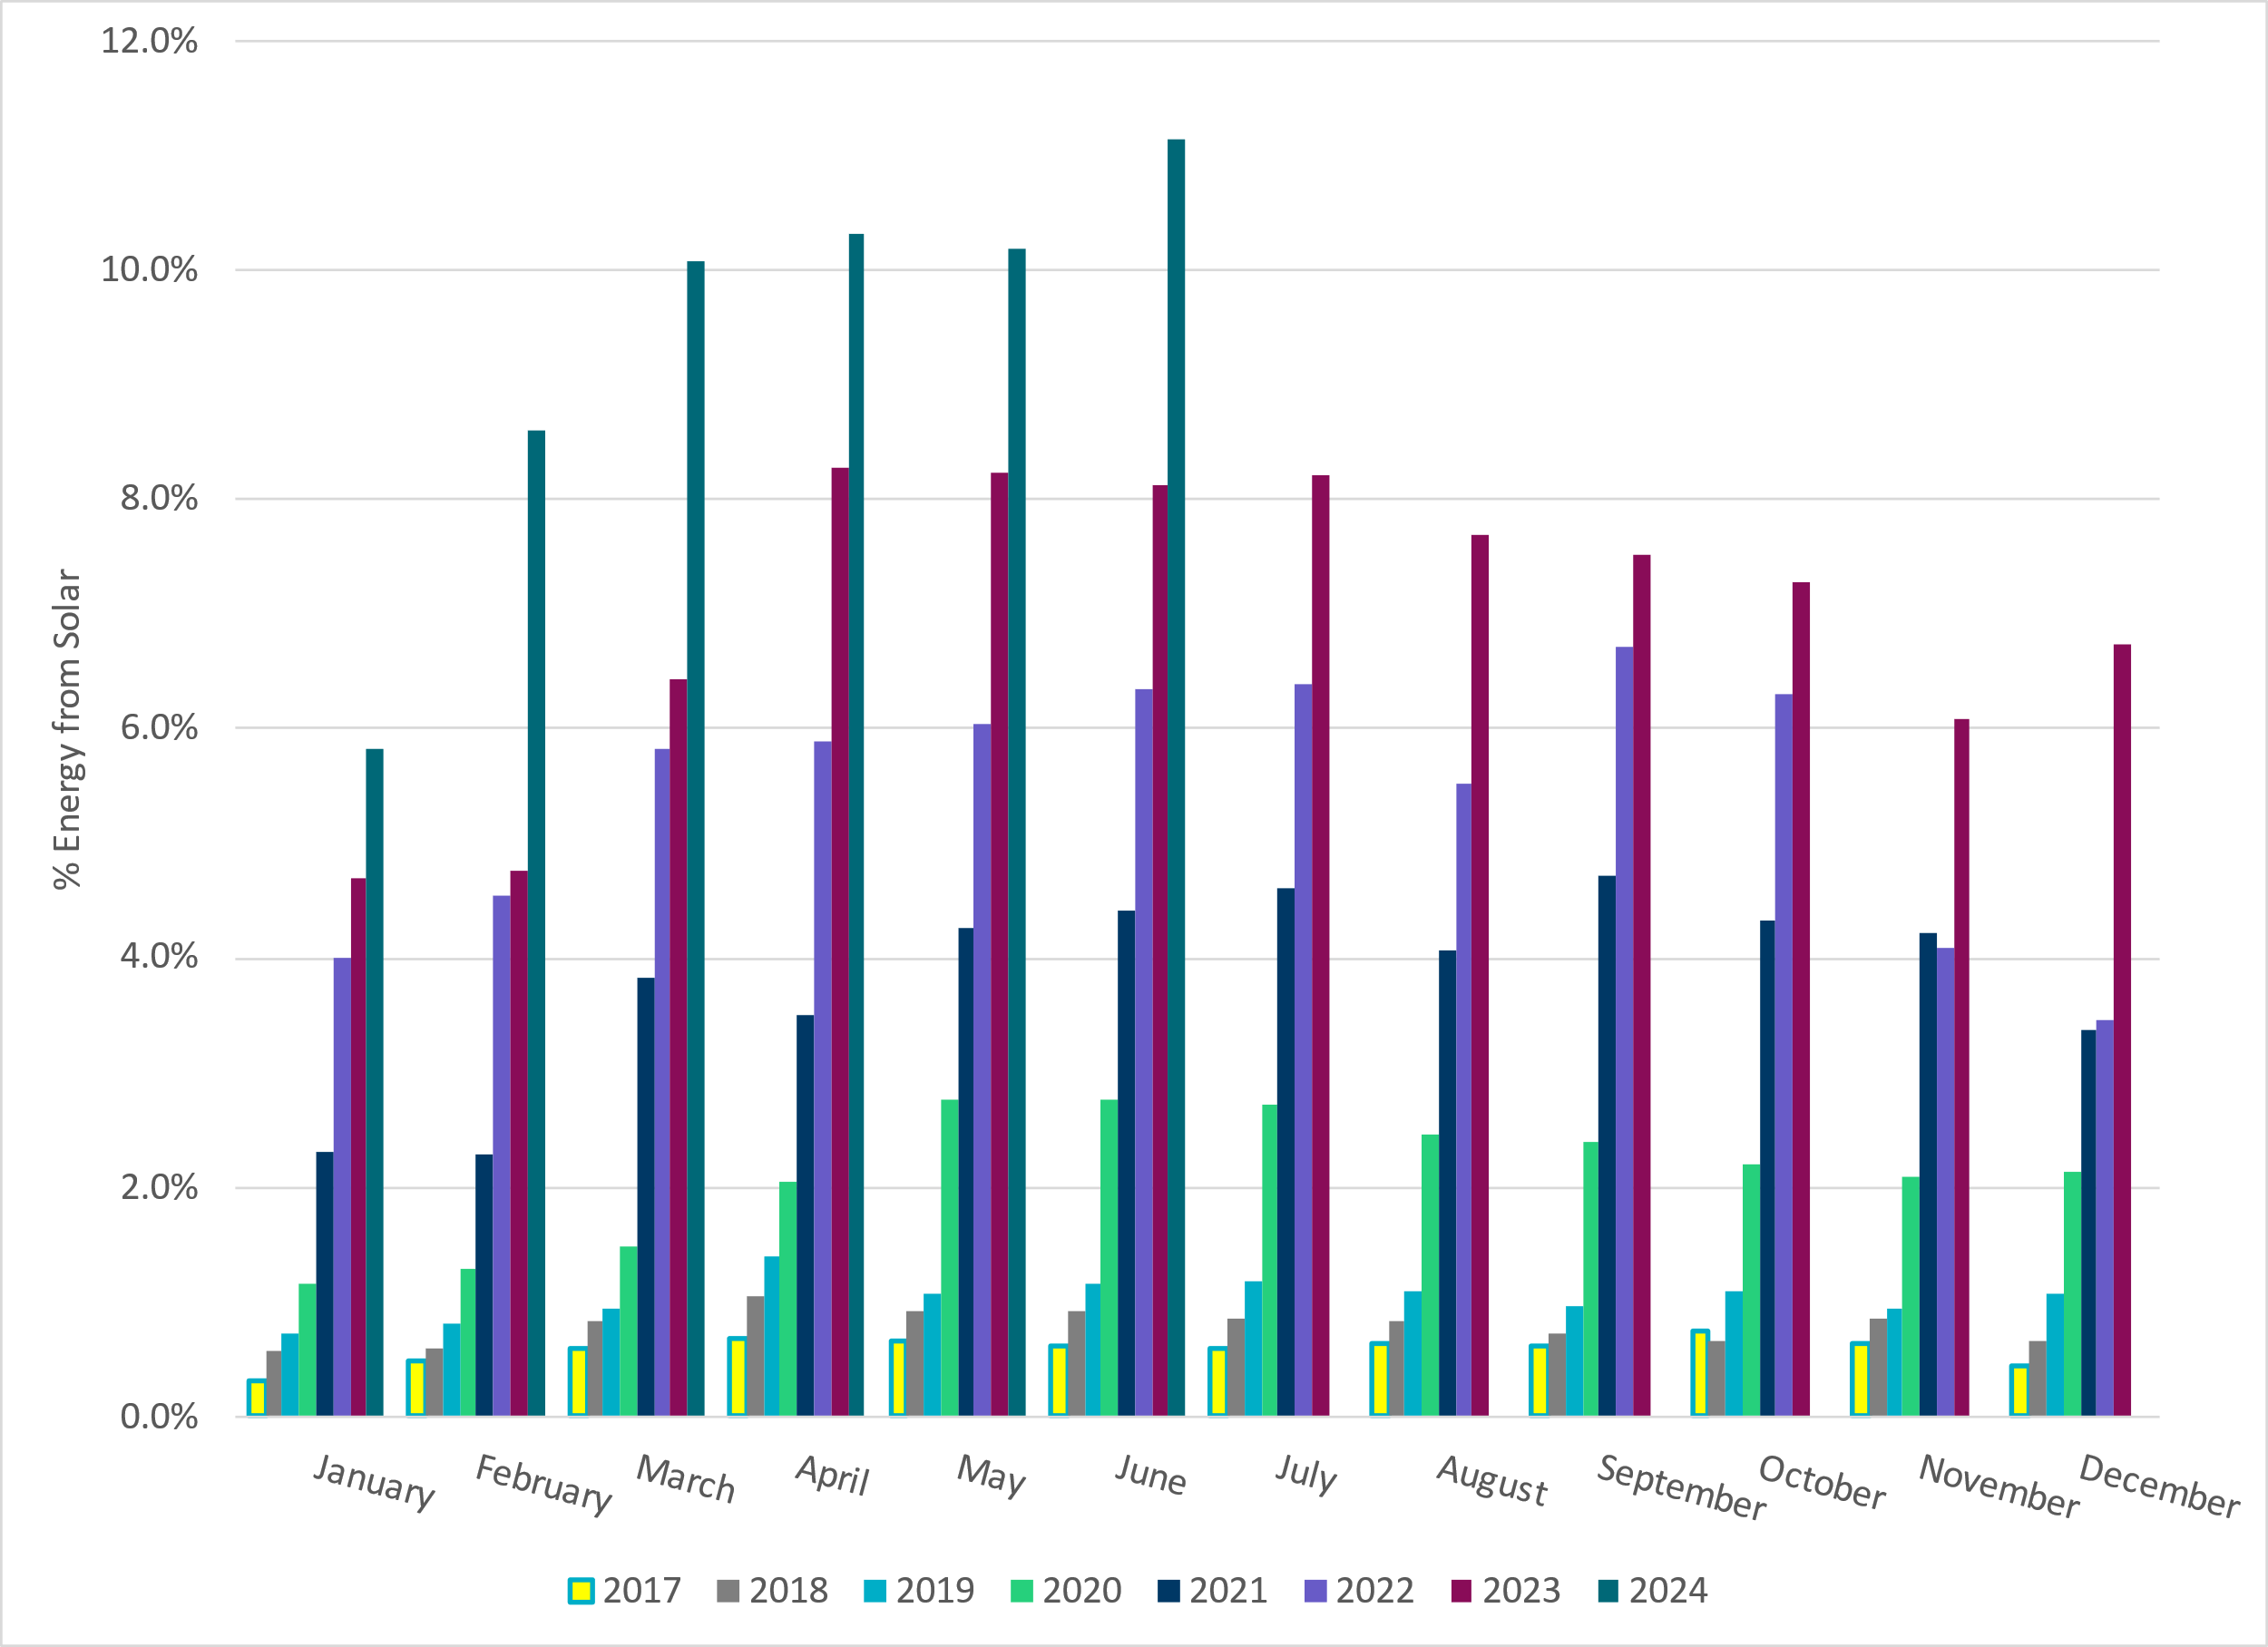 12.0%
10.0%
8.0%
6.0%
4.0%
2.0%
0.0%
% Energy from Solar
January February March April May June July August September October November December
2017 2018 2019 2020 2021 2022 2023 2024